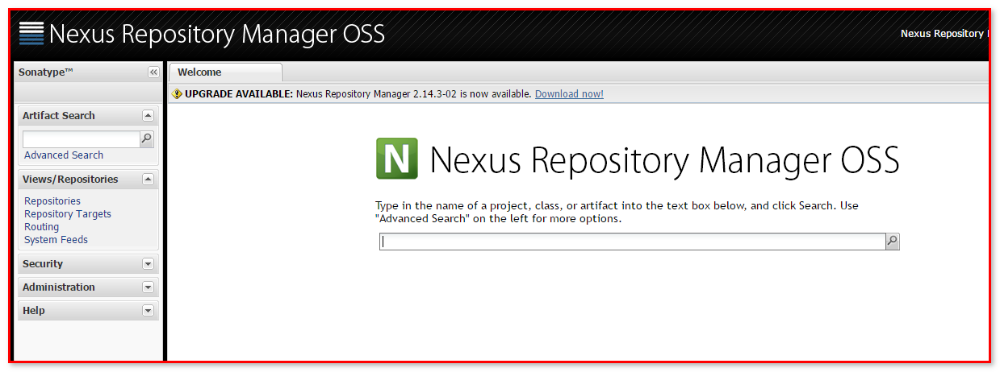 Nexus Repository Manager OSS
Nexus Repository
Sonatype™
Welcome
UPGRADE AVAILABLE: Nexus Repository Manager 2.14.3-02 is now available. Download now!
Artifact Search
Advanced Search
Views/Repositories
Repositories
Repository Targets
Routing
System Feeds
Security
Administration
Help
N Nexus Repository Manager OSS
Type in the name of a project, class, or artifact into the text box below, and click Search. Use
"Advanced Search" on the left for more options.